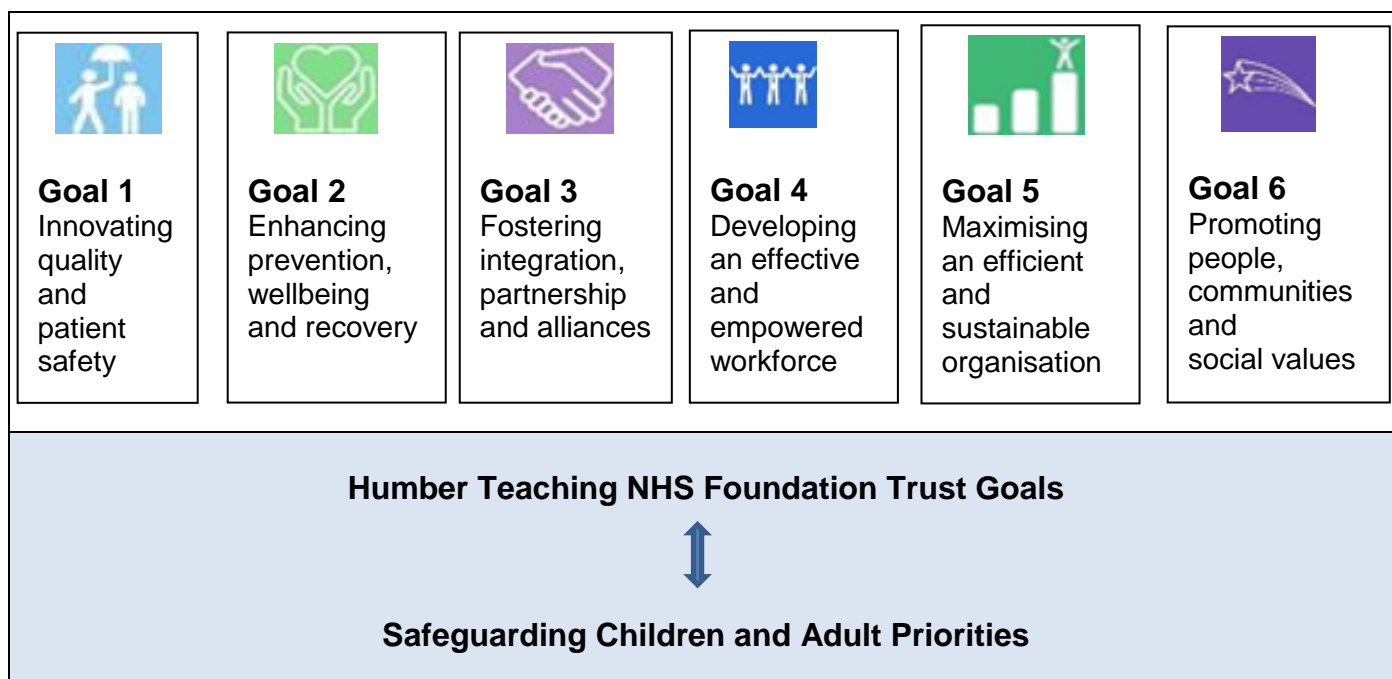 Goal 1
Innovating
quality
and
patient
safety
Goal 2
Enhancing
prevention,
wellbeing
and recovery
Goal 3
Fostering
integration,
partnership
and alliances
Goal 4
Developing
an effective
and
empowered
workforce
Goal 5
Maximising
an efficient
and
sustainable
organisation
Goal 6
Promoting
people,
communities
and
social values
Humber Teaching NHS Foundation Trust Goals
Safeguarding Children and Adult Priorities